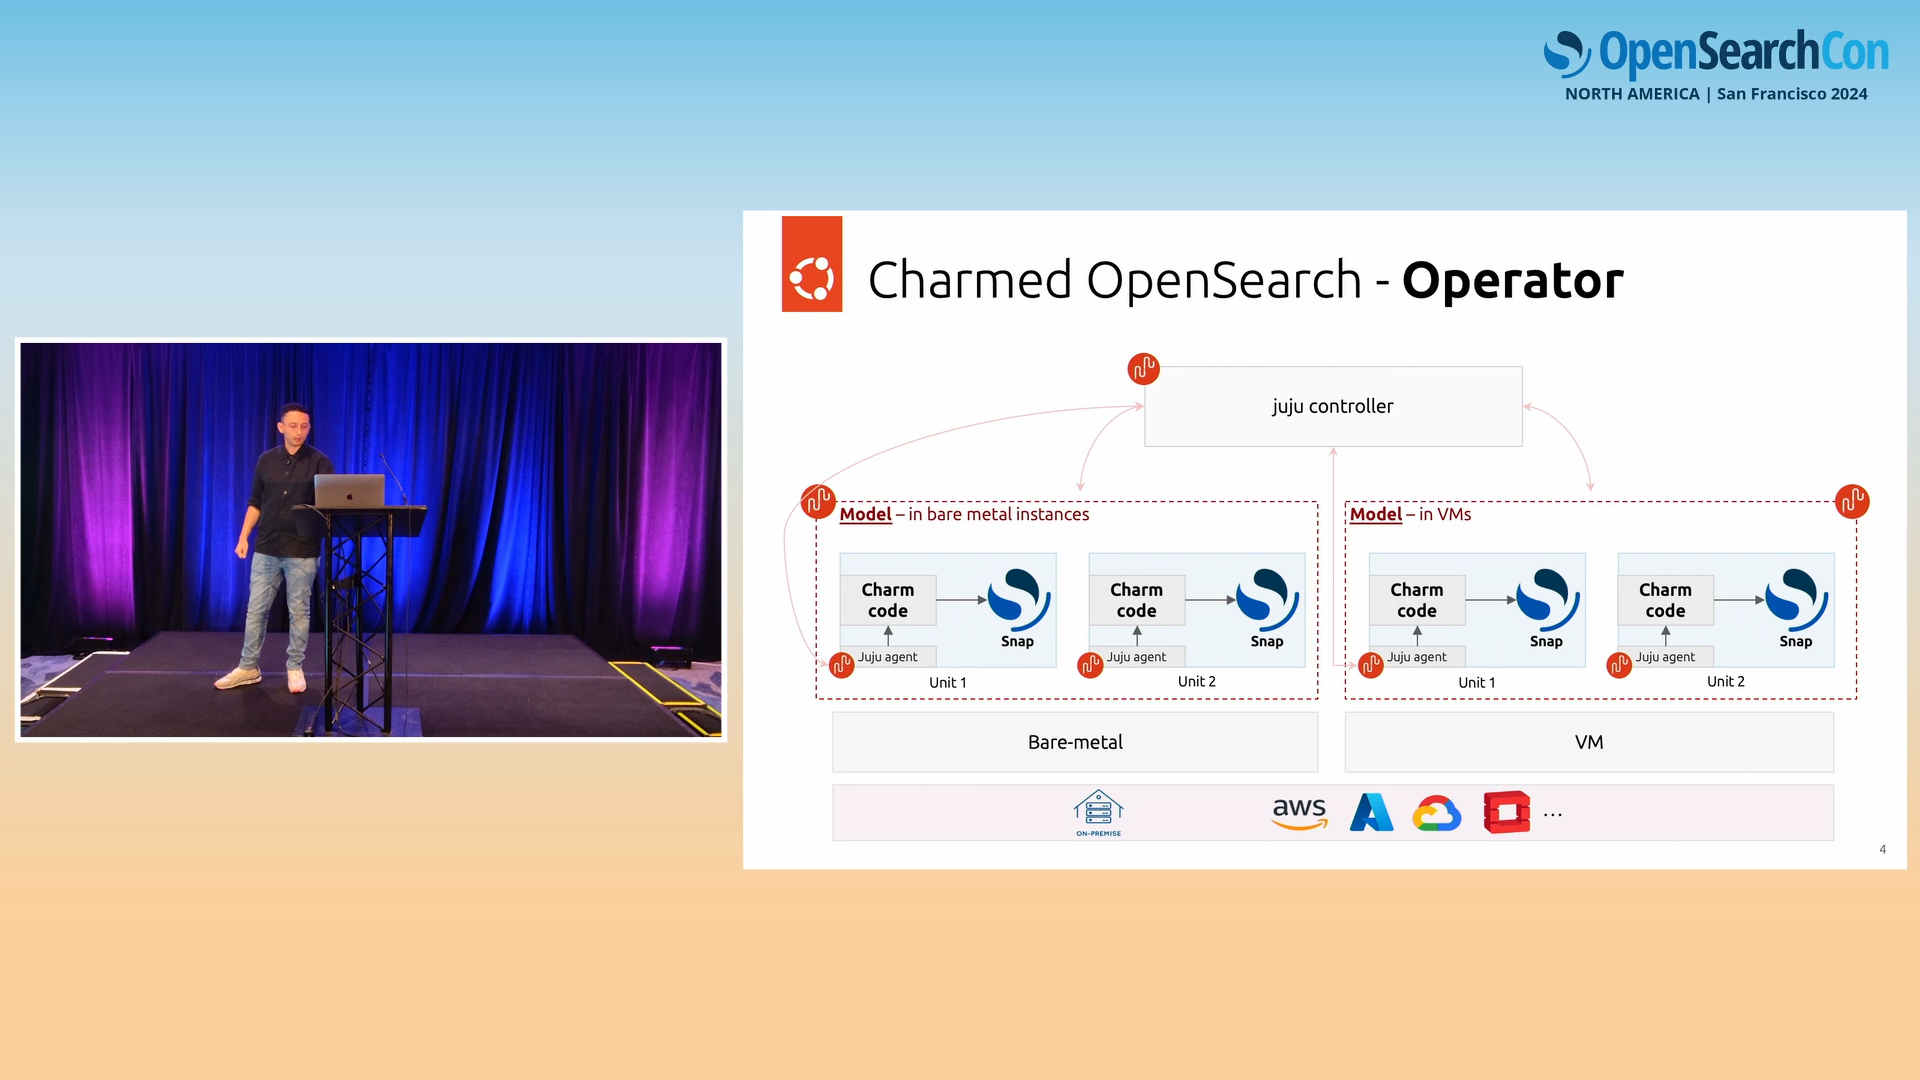 OpenSearchCon
NORTH AMERICA | San Francisco 2024
Charmed OpenSearch - Operator
juju controller
Model – in bare metal instances
Charm
code
Snap
Juju agent
Unit 1
Charm
code
Snap
Juju agent
Unit 2
Model – in VMs
Charm
code
Snap
Juju agent
Unit 1
Charm
code
Snap
Juju agent
Unit 2
Bare-metal
VM
ON-PREMISE
aws
...
4